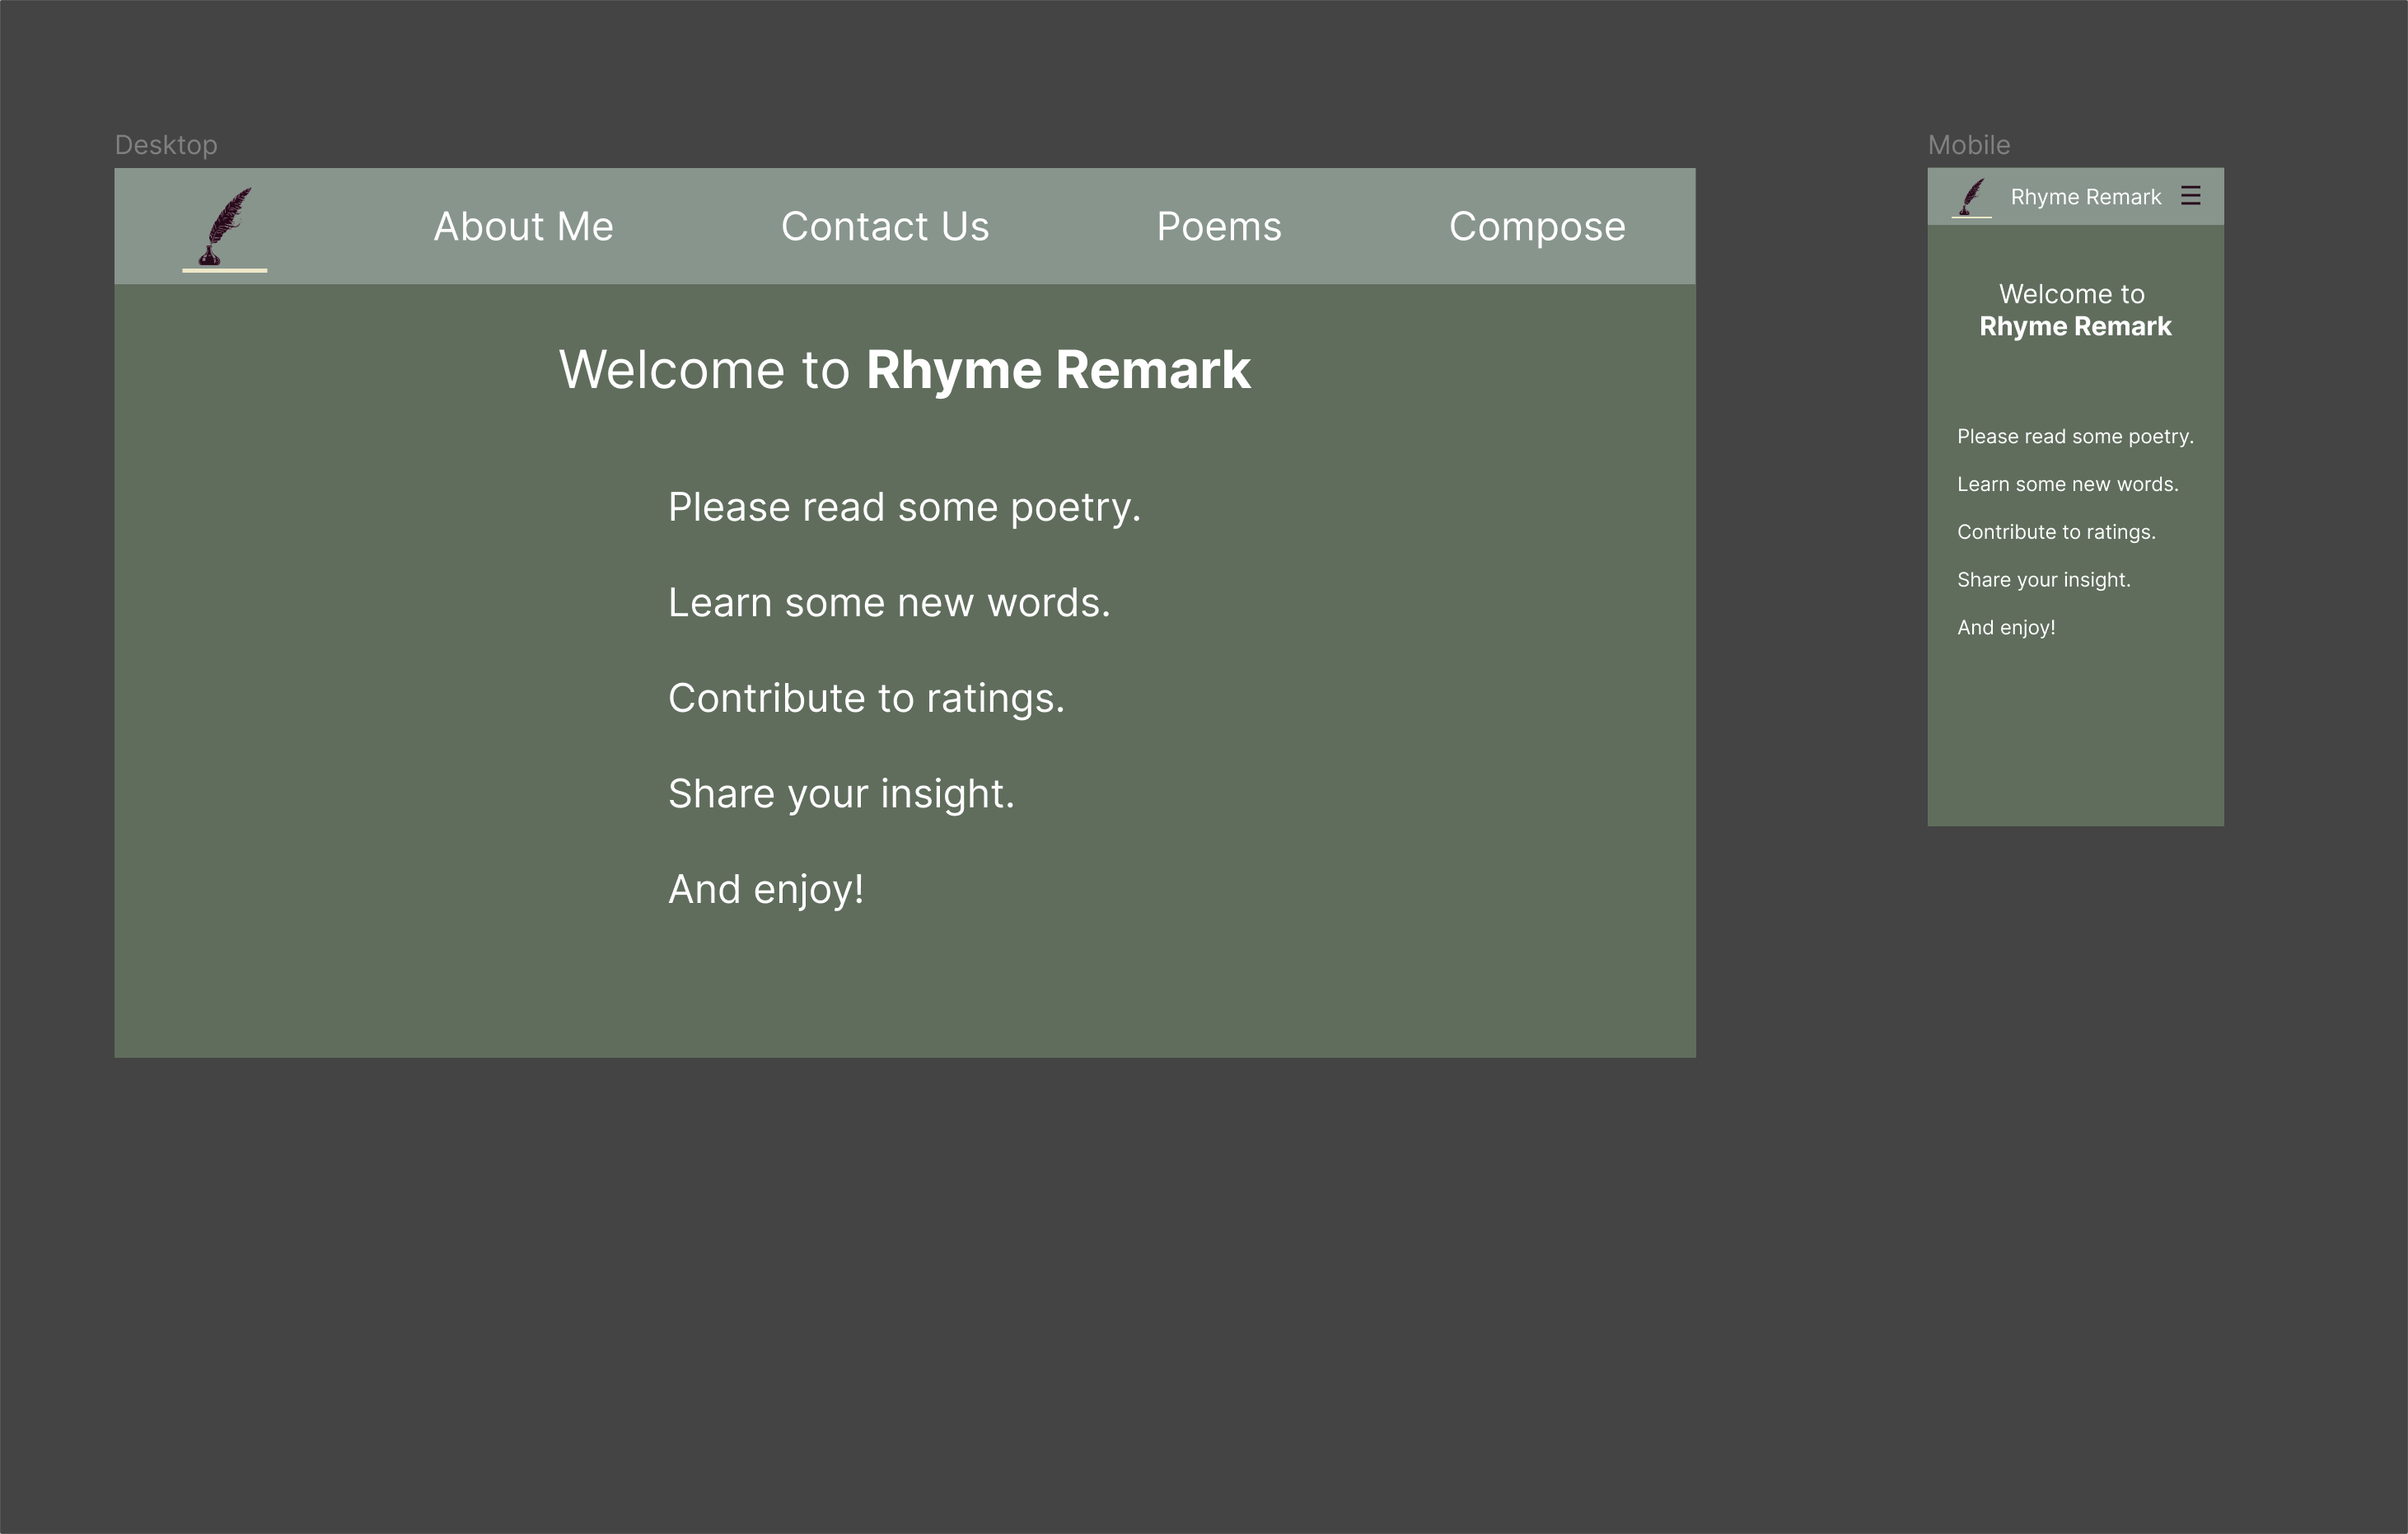 Desktop
About Me Contact Us Poems Compose
Welcome to Rhyme Remark
Please read some poetry.
Learn some new words.
Contribute to ratings.
Share your insight.
And enjoy!
Mobile
Rhyme Remark
Welcome to
Rhyme Remark
Please read some poetry.
Learn some new words.
Contribute to ratings.
Share your insight.
And enjoy!